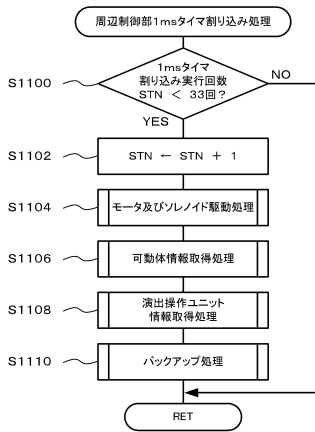 周辺制御部1msタイマ割り込み処理
S1100
1msタイマ
割り込み実行回数
STN < 33回?
NO
YES
S1102
STN ← STN + 1
S1104
モータ及びソレノイド駆動処理
S1106
可動体情報取得処理
S1108
演出操作ユニット
情報取得処理
S1110
バックアップ処理
RET